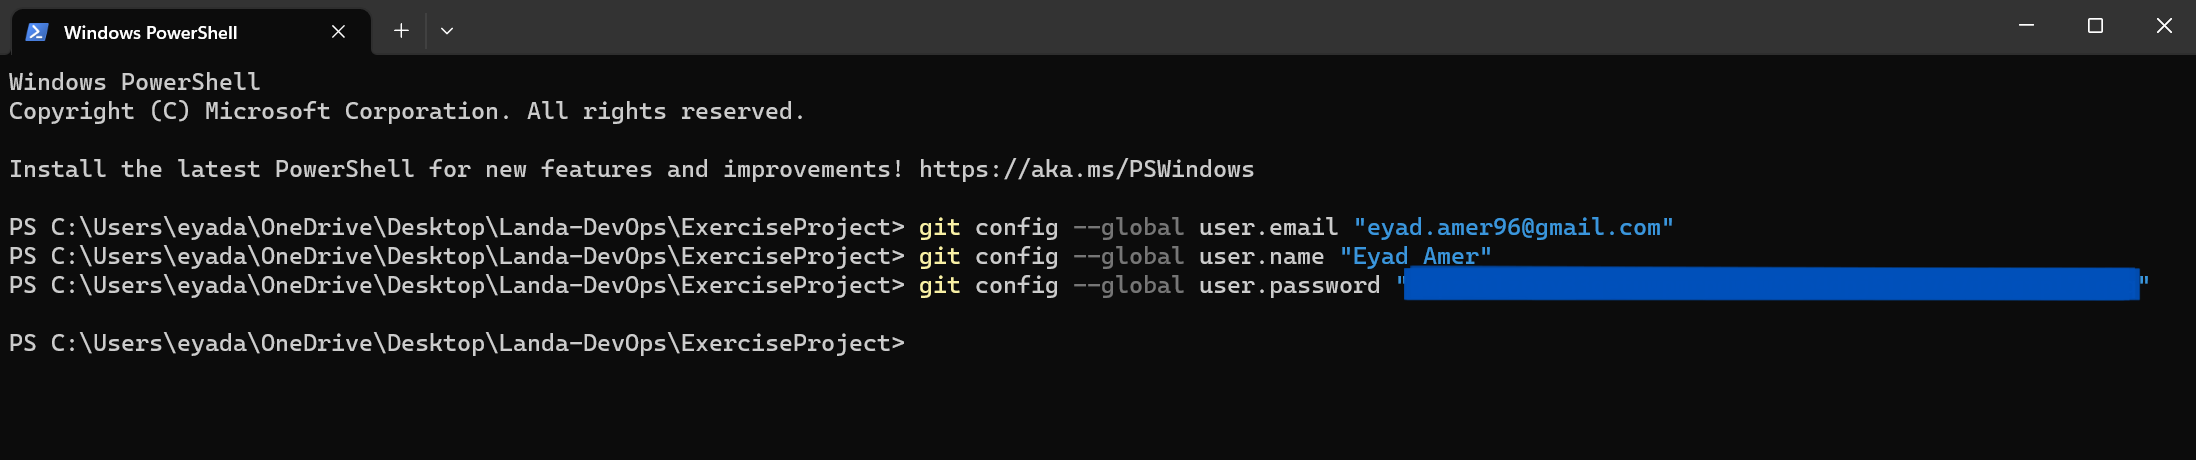 Windows PowerShell
Windows PowerShell
Copyright (C) Microsoft Corporation. All rights reserved.
Install the latest PowerShell for new features and improvements! https://aka.ms/PSWindows
PS C:\Users\eyada\OneDrive\Desktop\Landa-DevOps\ExerciseProject> git config --global user.email "eyad.amer96@gmail.com"
PS C:\Users\eyada\OneDrive\Desktop\Landa-DevOps\ExerciseProject> git config --global user.name "Eyad Amer"
PS C:\Users\eyada\OneDrive\Desktop\Landa-DevOps\ExerciseProject> git config --global user.password ""
PS C:\Users\eyada\OneDrive\Desktop\Landa-DevOps\ExerciseProject>